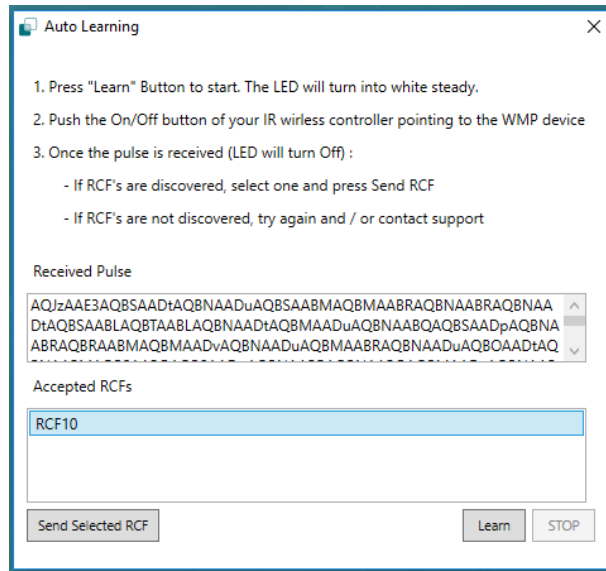 Auto Learning
1. Press "Learn" Button to start. The LED will turn into white steady.
2. Push the On/Off button of your IR wirless controller pointing to the WMP device
3. Once the pulse is received (LED will turn Off) :
- If RCF's are discovered, select one and press Send RCF
- If RCF's are not discovered, try again and / or contact support
Received Pulse
AQJzAAE3AQBSAADtAQBNAADuAQBSAABMAQBMAABRAQBNAABRAQBNAA
DtAQBSAABLAQBTAABLAQBNAADtAQBMAADuAQBNAABQAQBSAADpAQBNA
ABRAQBRAABMAQBMAADvAQBNAADuAQBMAABRAQBNAADuAQBOAADtAQ
Accepted RCFs
RCF10
Send Selected RCF
Learn
STOP